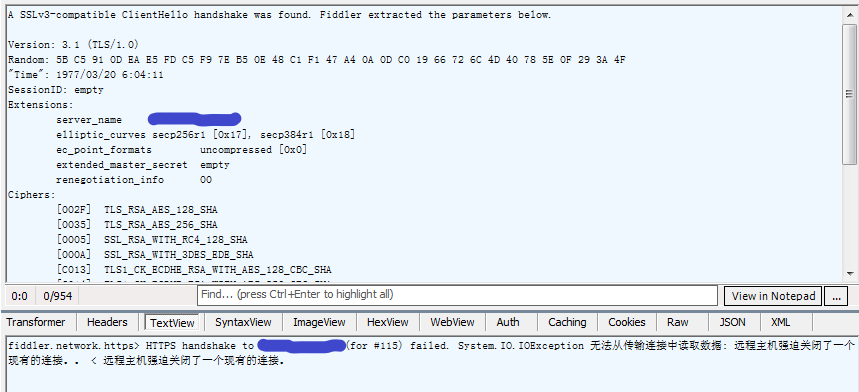 A SSLv3-compatible ClientHello handshake was found. Fiddler extracted the parameters below.
Version: 3.1 (TLS/1.0)
Random: 5B C5 91 0D EA E5 FD C5 F9 7E B5 0E 48 C1 F1 47 A4 0A 0D C0 19 66 72 6C 4D 40 78 5E 0F 29 3A 4F
"Time": 1977/03/20 6:04:11
SessionID: empty
Extensions:
server_name
elliptic_curves secp256r1 [0x17], secp384r1 [0x18]
ec_point_formats uncompressed [0x0]
extended_master_secret empty
renegotiation_info 00
Ciphers:
[002F] TLS_RSA_AES_128_SHA
[0035] TLS_RSA_AES_256_SHA
[0005] SSL_RSA_WITH_RC4_128_SHA
[000A] SSL_RSA_WITH_3DES_EDE_SHA
[C013] TLS1_CK_ECDHE_RSA_WITH_AES_128_CBC_SHA
0:0 0/954 Find... (press Ctrl+Enter to highlight all) View in Notepad ...
Transformer Headers TextView SyntaxView ImageView HexView WebView Auth Caching Cookies Raw JSON XML
fiddler.network.https> HTTPS handshake to (for #115) failed. System.IO.IOException 无法从传输连接中读取数据: 远程主机强迫关闭了一个
现有的连接。. < 远程主机强迫关闭了一个现有的连接。